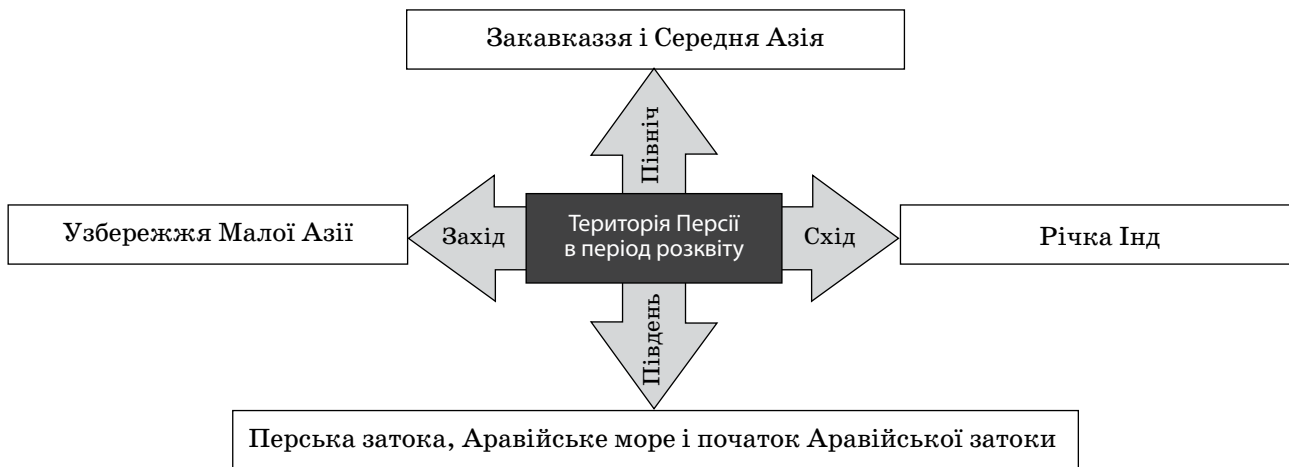 Закавказзя і Середня Азія
Північ
Узбережжя Малої Азії
Захід
Територія Персії
в період розквіту
Схід
Річка Інд
Південь
Перська затока, Аравійське море і початок Аравійської затоки